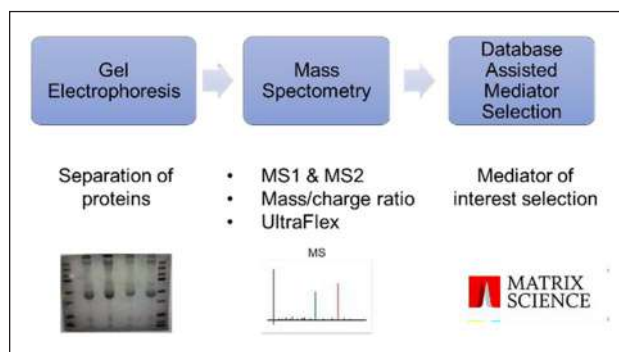 Gel
Electrophoresis
Mass
Spectometry
Database
Assisted
Mediator
Selection
Separation of
proteins
• MS1 & MS2
• Mass/charge ratio
• UltraFlex
Mediator of
interest selection
MS
MATRIX
SCIENCE